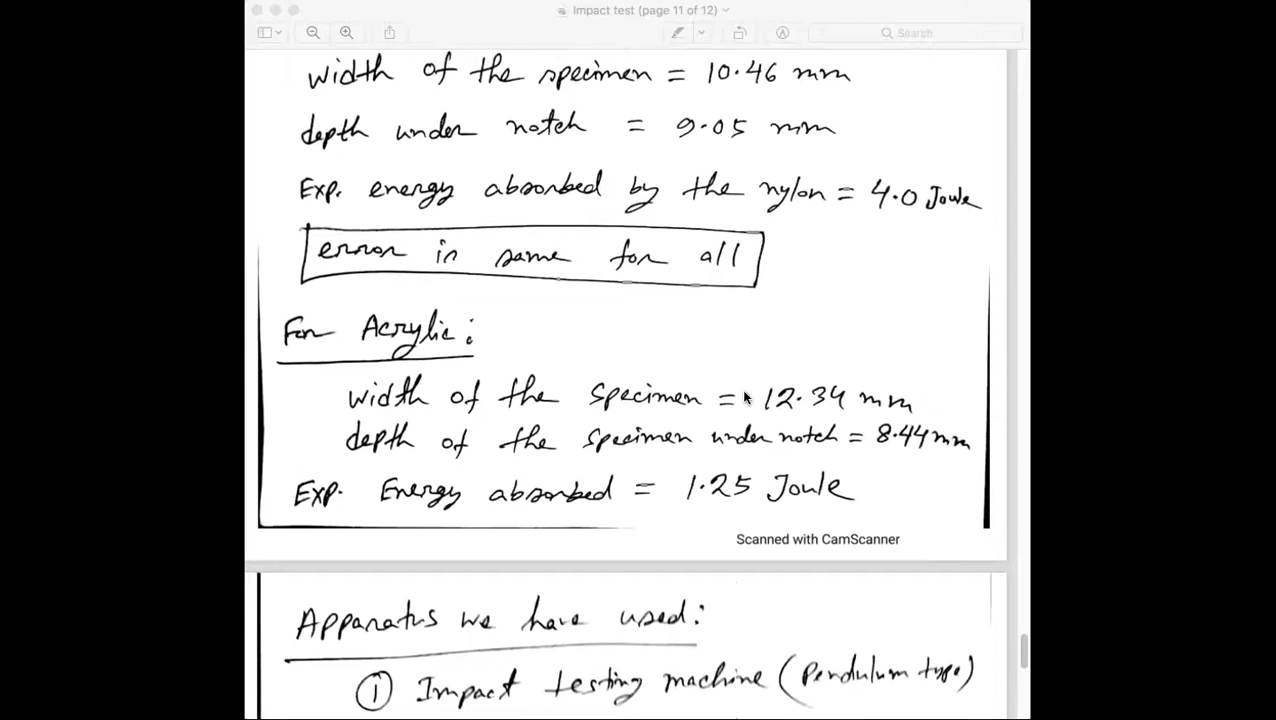 Impact test (page 11 of 12)
Search
width of the specimen = 10.46 mm
depth under notch = 9.05 mm
Exp. energy absorbed by the nylon = 4.0 Joule
error is same for all
For Acrylic:
width of the specimen = 12.34 mm
depth of the specimen under notch = 8.44 mm
Exp. Energy absorbed = 1.25 Joule
Scanned with CamScanner
Apparatus we have used:
① Impact testing machine (Pendulum type)